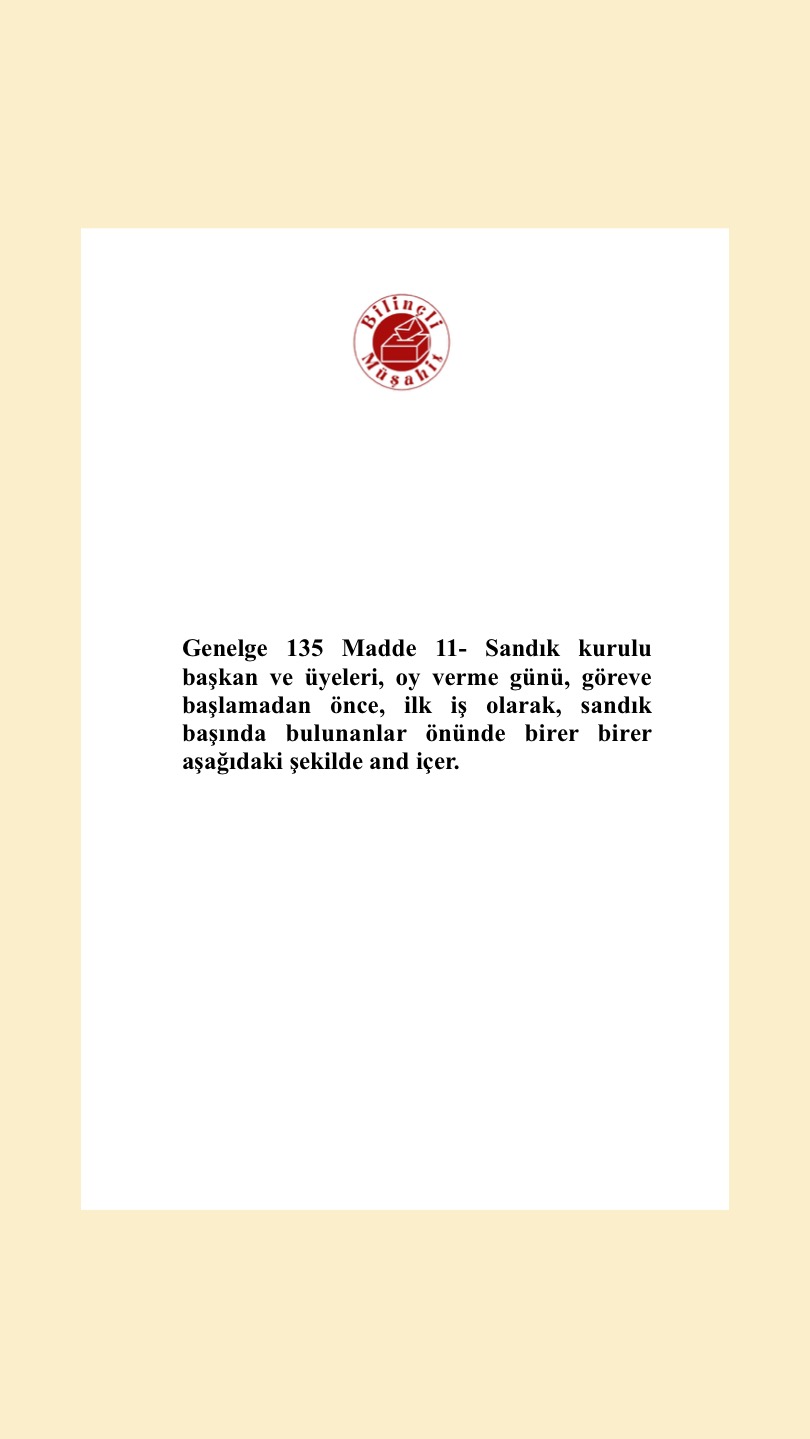 Bilinçli
Müşahit
Genelge 135 Madde 11- Sandık kurulu
başkan ve üyeleri, oy verme günü, göreve
başlamadan önce, ilk iş olarak, sandık
başında bulunanlar önünde birer birer
aşağıdaki şekilde and içer.